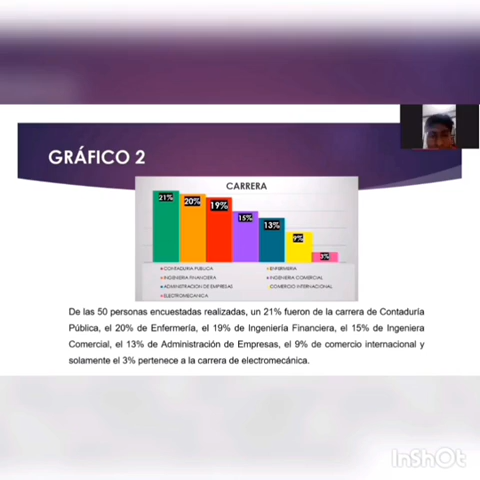 GRÁFICO 2
CARRERA
21%
20%
19%
15%
13%
9%
3%
CONTADURIA PUBLICA
ENFERMERIA
INGENIERIA FINANCIERA
INGENIERIA COMERCIAL
ADMINISTRACION DE EMPRESAS
COMERCIO INTERNACIONAL
ELECTROMECANICA
De las 50 personas encuestadas realizadas, un 21% fueron de la carrera de Contaduría
Pública, el 20% de Enfermería, el 19% de Ingeniería Financiera, el 15% de Ingeniera
Comercial, el 13% de Administración de Empresas, el 9% de comercio internacional y
solamente el 3% pertenece a la carrera de electromecánica.
InShOt